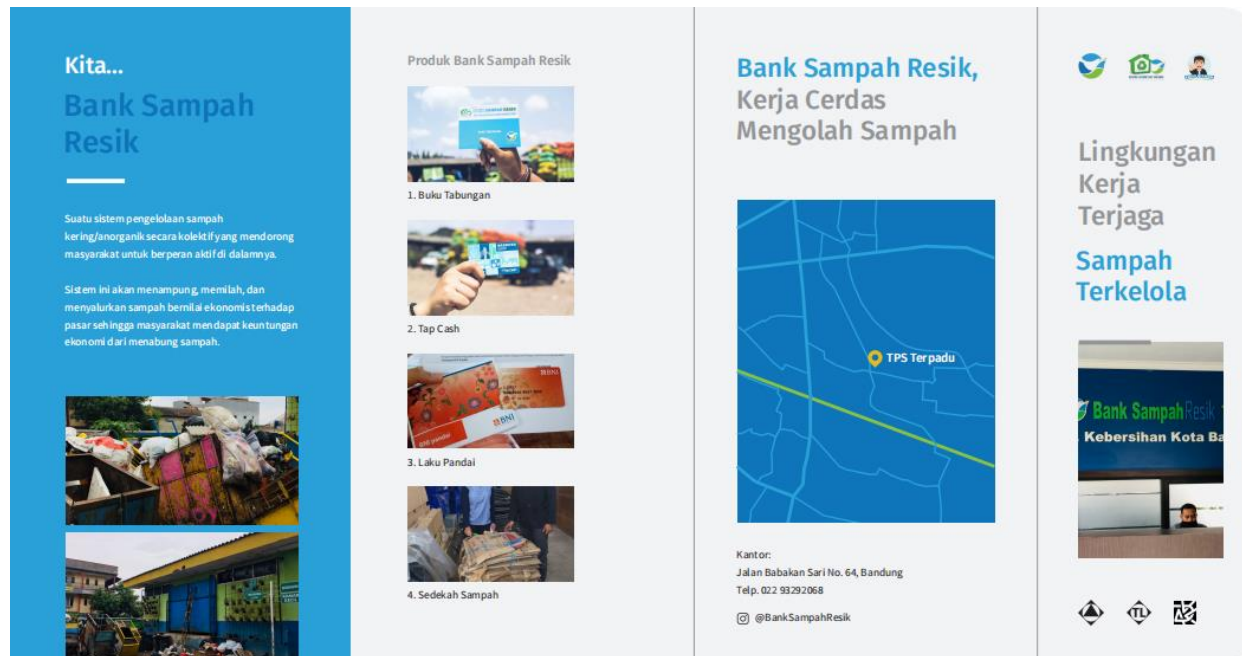 Kita...
Bank Sampah
Resik
Suatu sistem pengelolaan sampah
kering/anorganik secara kolektif yang mendorong
masyarakat untuk berperan aktif di dalamnya.
Sistem ini akan menampung, memilah, dan
menyalurkan sampah bernilai ekonomis terhadap
pasar sehingga masyarakat mendapat keuntungan
ekonomi dari menabung sampah.
Produk Bank Sampah Resik
1. Buku Tabungan
2. Tap Cash
BNI
BNI
3. Laku Pandai
4. Sedekah Sampah
Bank Sampah Resik,
Kerja Cerdas
Mengolah Sampah
TPS Terpadu
Kantor:
Jalan Babakan Sari No. 64, Bandung
Telp. 022 93292068
@BankSampahResik
Lingkungan
Kerja
Terjaga
Sampah
Terkelola
Bank Sampah Resik
Kebersihan Kota Ba
TL